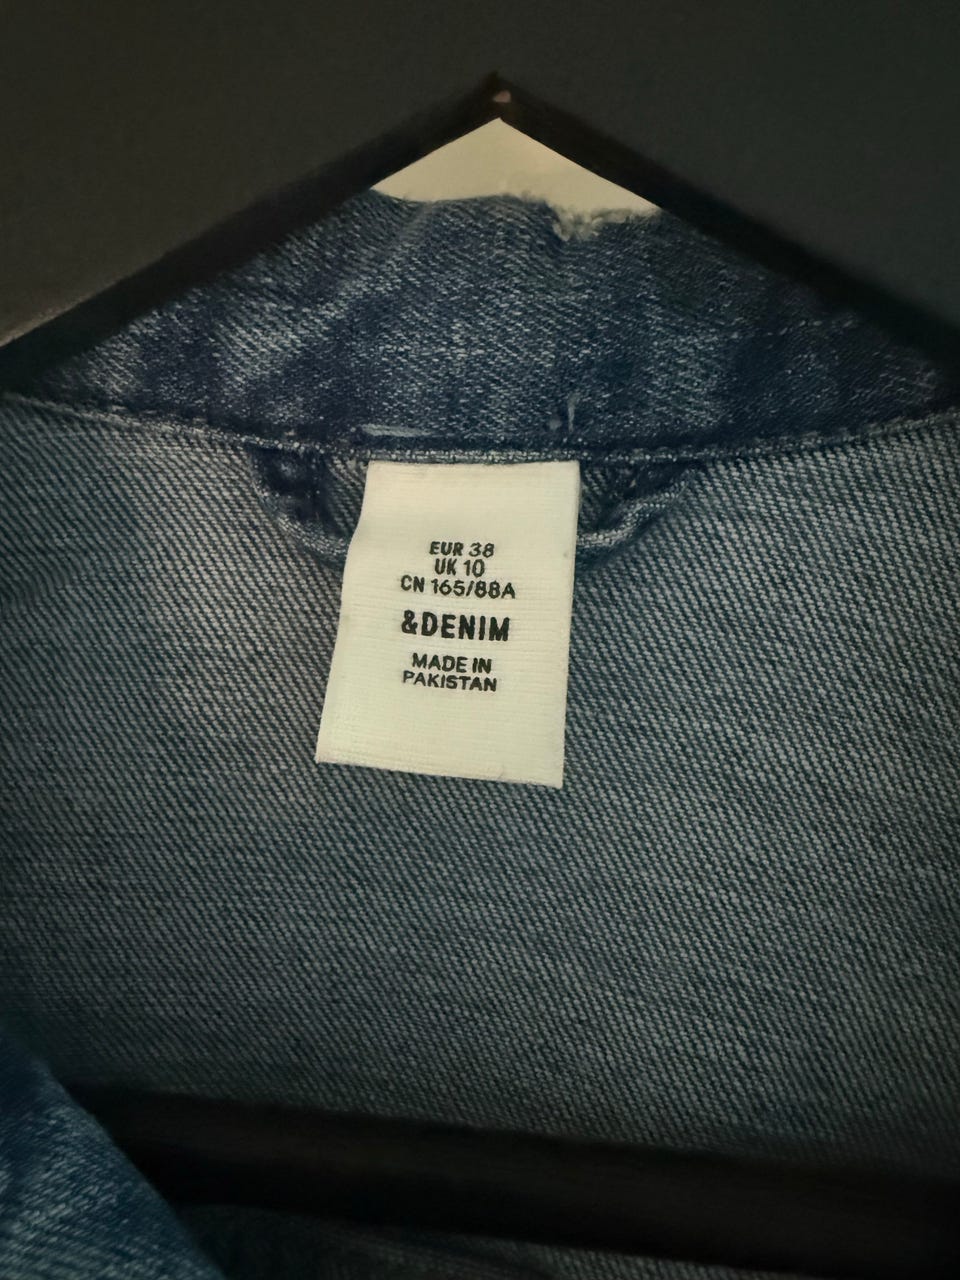 EUR 38
UK 10
CN 165/88A
&DENIM
MADE IN
PAKISTAN